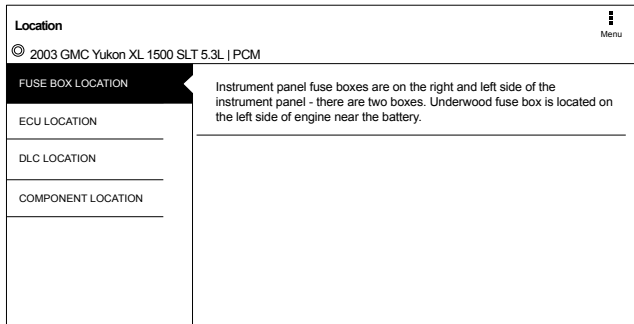 Location
Menu
2003 GMC Yukon XL 1500 SLT 5.3L | PCM
FUSE BOX LOCATION
ECU LOCATION
DLC LOCATION
COMPONENT LOCATION
Instrument panel fuse boxes are on the right and left side of the
instrument panel - there are two boxes. Underwood fuse box is located on
the left side of engine near the battery.